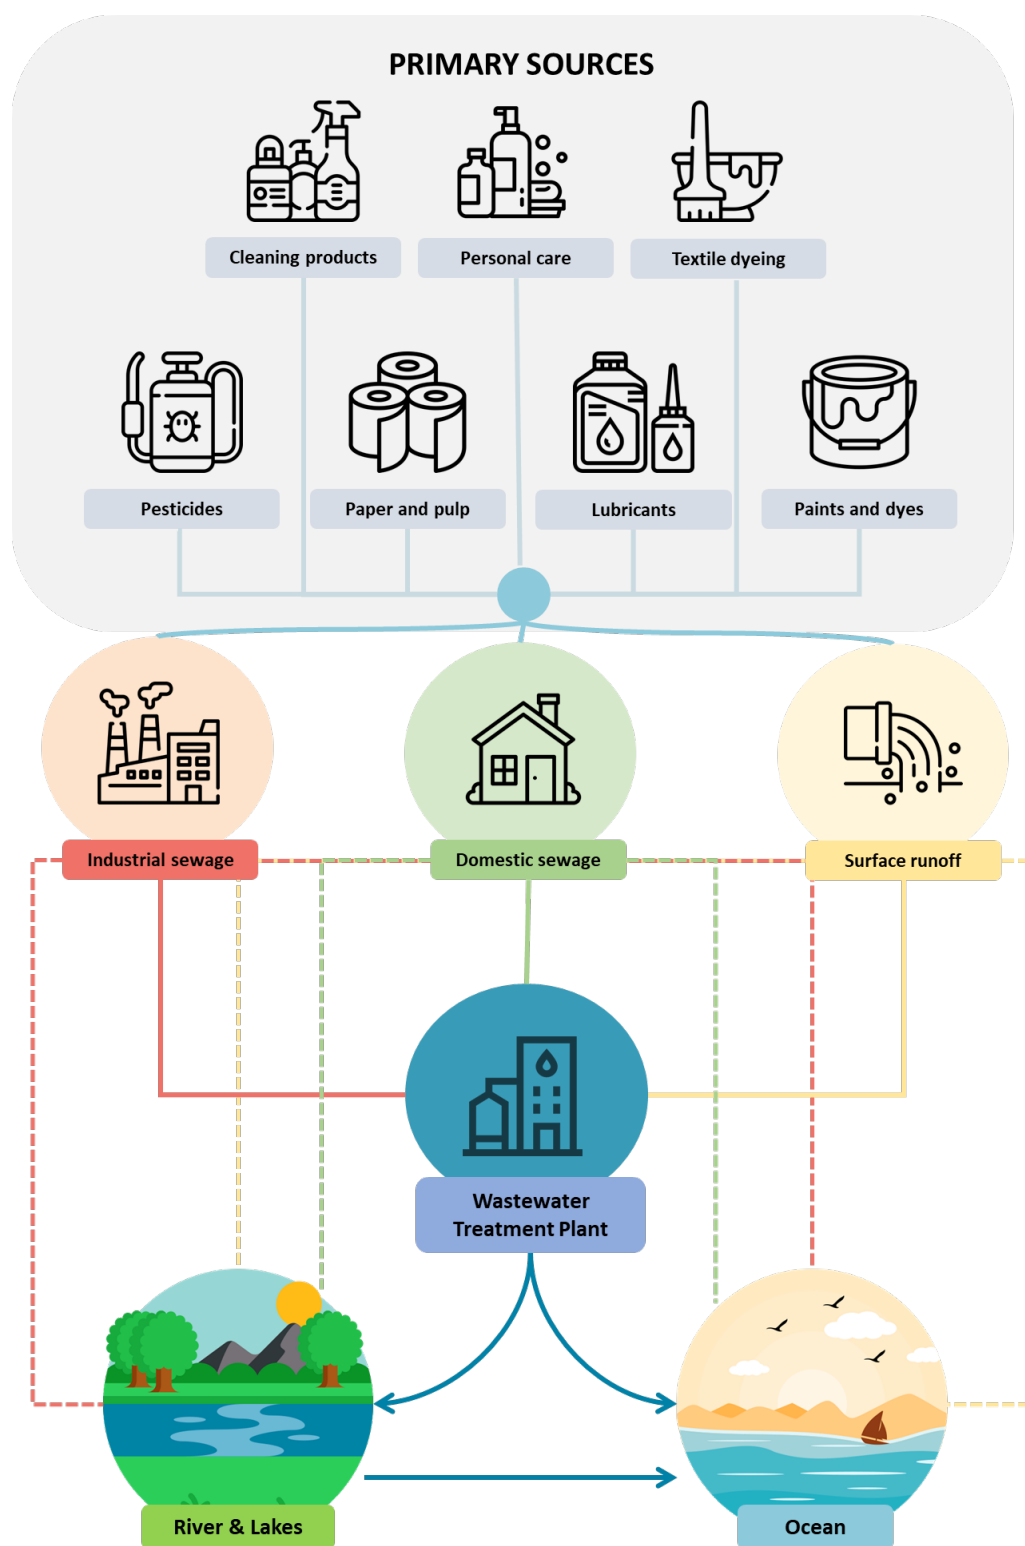 PRIMARY SOURCES
Cleaning products
Personal care
Textile dyeing
Pesticides
Paper and pulp
Lubricants
Paints and dyes
Industrial sewage
Domestic sewage
Surface runoff
Wastewater
Treatment Plant
River & Lakes
Ocean